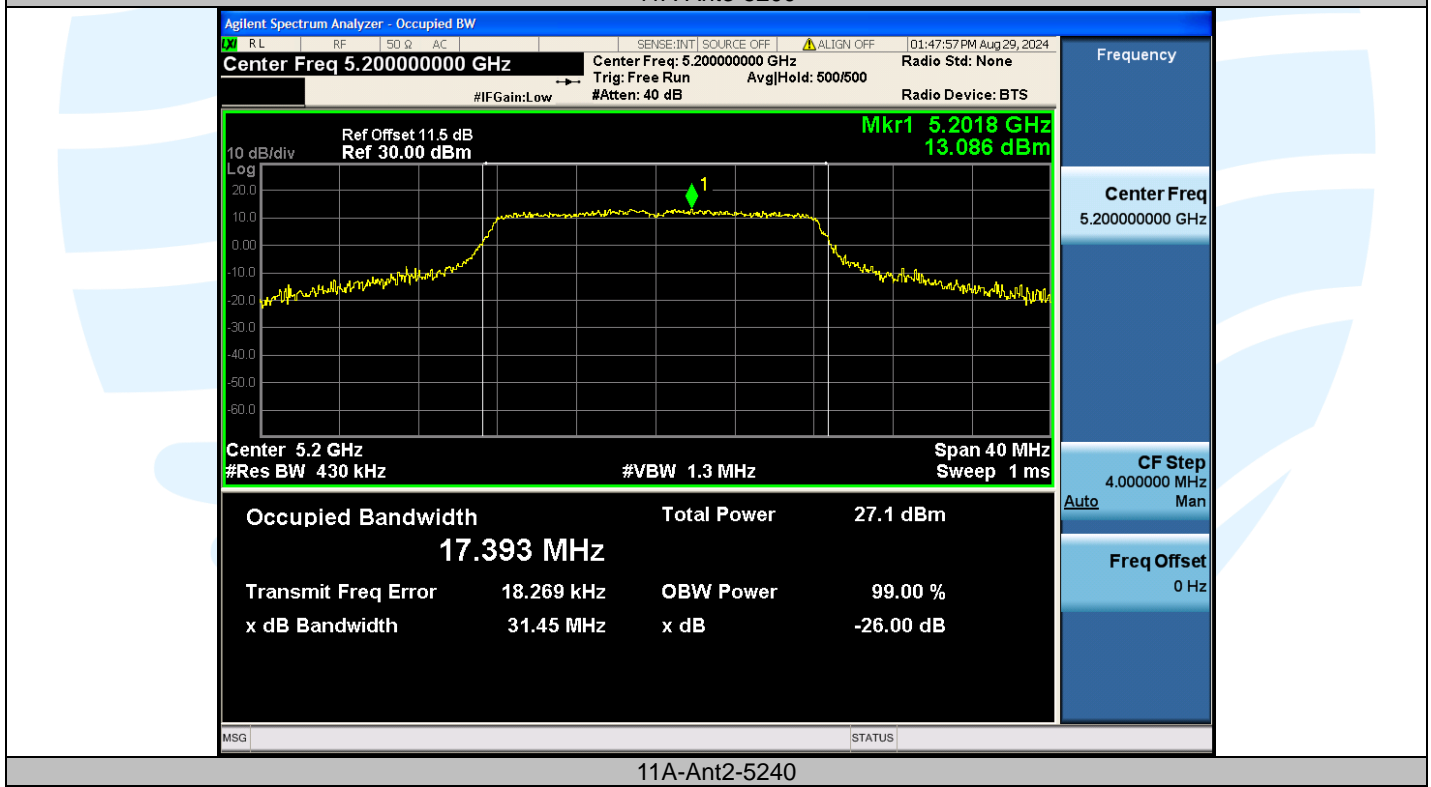 Agilent Spectrum Analyzer - Occupied BW
LXI RL RF 50 Ω AC SENSE:INT SOURCE OFF ALIGN OFF 01:47:57 PM Aug 29, 2024
Center Freq 5.200000000 GHz Center Freq: 5.200000000 GHz Radio Std: None
Trig: Free Run Avg|Hold: 500/500
#IFGain:Low #Atten: 40 dB Radio Device: BTS
Frequency
Ref Offset 11.5 dB Mkr1 5.2018 GHz
10 dB/div Ref 30.00 dBm 13.086 dBm
Log
20.0
10.0
0.00
-10.0
-20.0
-30.0
-40.0
-50.0
-60.0
1
Center 5.2 GHz Span 40 MHz
#Res BW 430 kHz #VBW 1.3 MHz Sweep 1 ms
Center Freq
5.200000000 GHz
CF Step
4.000000 MHz
Auto Man
Freq Offset
0 Hz
Occupied Bandwidth Total Power 27.1 dBm
17.393 MHz
Transmit Freq Error 18.269 kHz OBW Power 99.00 %
x dB Bandwidth 31.45 MHz x dB -26.00 dB
MSG STATUS
11A-Ant2-5240